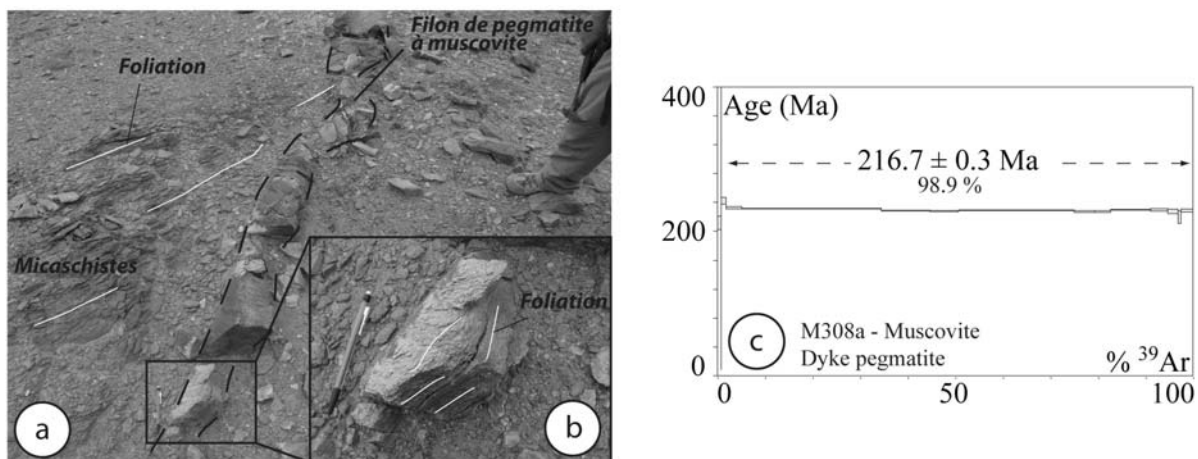 Filon de pegmatite
à muscovite
Foliation
Micaschistes
Foliation
a
b
400
Age (Ma)
216.7 ± 0.3 Ma
98.9 %
200
c
M308a - Muscovite
Dyke pegmatite
% ³⁹Ar
0
0
50
100